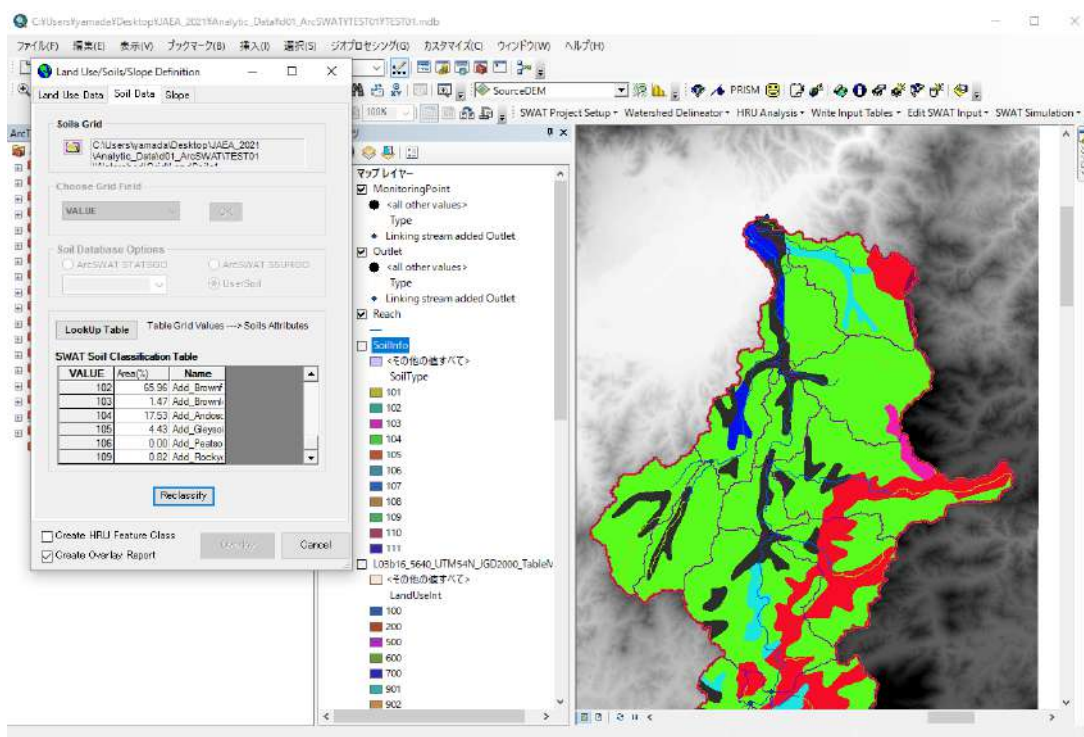 C:¥Users¥yamada¥Desktop¥JAEA_2021¥Analytic_Data¥d01_ArcSWAT¥TEST01¥TEST01.mdb
ファイル(F) 編集(E) 表示(V) ブックマーク(B) 挿入(I) 選択(S) ジオプロセシング(G) カスタマイズ(C) ウィンドウ(W) ヘルプ(H)
Land Use/Soils/Slope Definition
Land Use Data Soil Data Slope
SourceDEM
PRISM
100%
SWAT Project Setup Watershed Delineator HRU Analysis Write Input Tables Edit SWAT Input SWAT Simulation
Soils Grid
C:¥Users¥yamada¥Desktop¥JAEA_2021
¥Analytic_Data¥d01_ArcSWAT¥TEST01
Choose Grid Field
VALUE OK
Soil Database Options
ArcSWAT STATSGO ArcSWAT SSURGO
UserSoil
LookUp Table Table Grid Values ---> Soils Attributes
SWAT Soil Classification Table
VALUE Area(%) Name
102 65.96 Add_Brownf
103 1.47 Add_Brownl
104 17.53 Add_Andosc
105 4.43 Add_Gleysoi
106 0.00 Add_Peatso
109 0.82 Add_Rockyc
Reclassify
Create HRU Feature Class
Create Overlay Report
Overlay Cancel
マップ レイヤー
MonitoringPoint
<all other values>
Type
Linking stream added Outlet
Outlet
<all other values>
Type
Linking stream added Outlet
Reach
SoilInfo
<その他の値すべて>
SoilType
101
102
103
104
105
106
107
108
109
110
111
L03b16_5640_UTM54N_JGD2000_TableN
<その他の値すべて>
LandUseInt
100
200
500
600
700
901
902